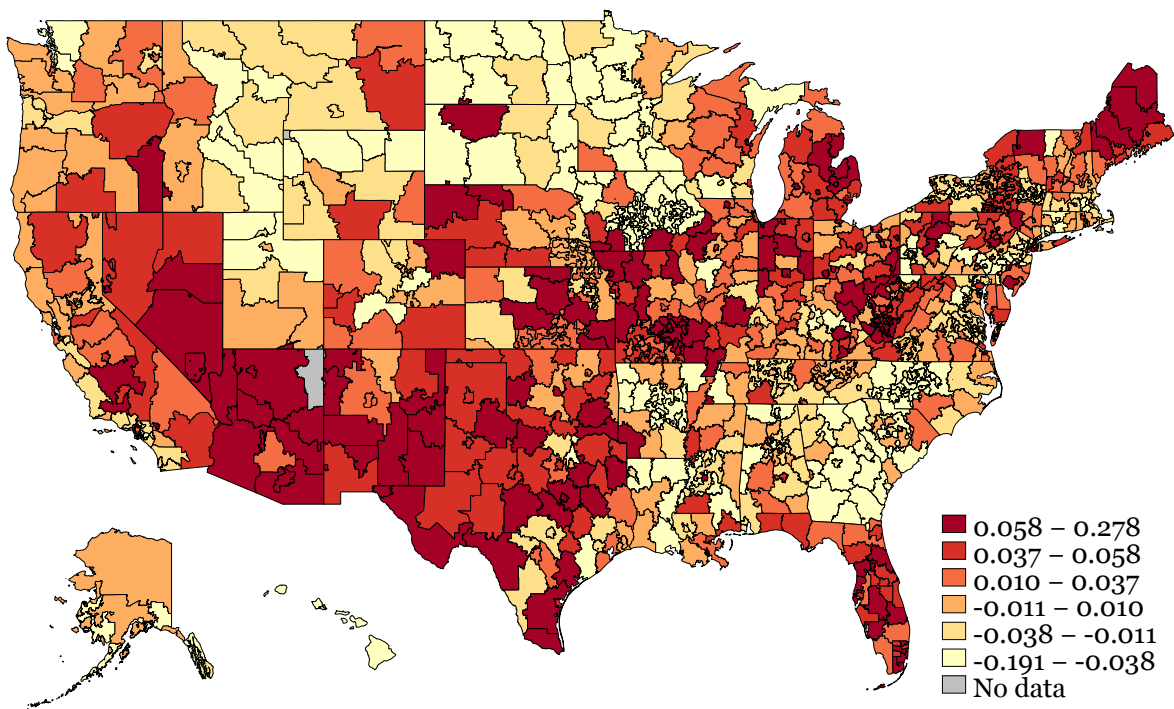 0.058 – 0.278
0.037 – 0.058
0.010 – 0.037
-0.011 – 0.010
-0.038 – -0.011
-0.191 – -0.038
No data